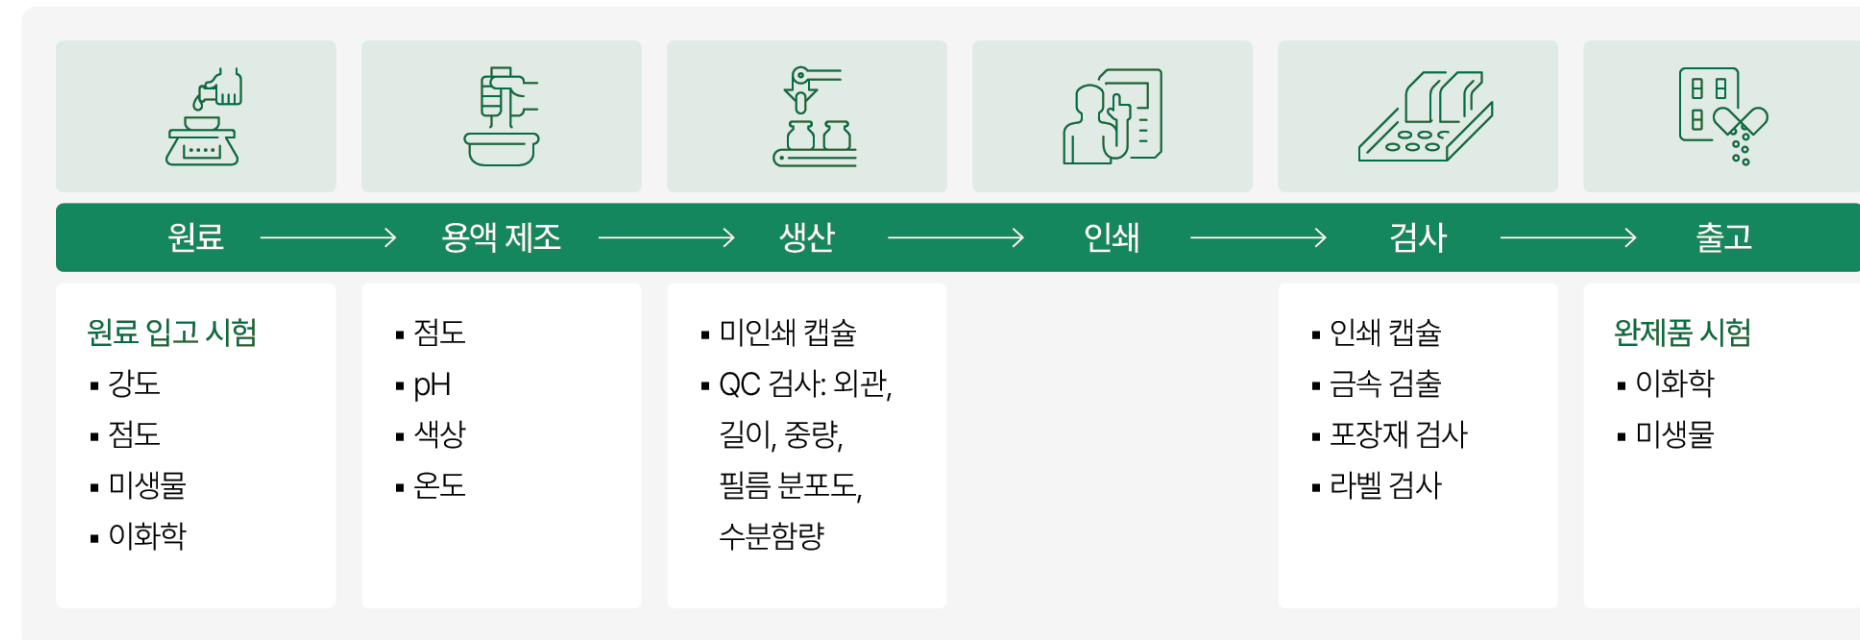 원료
용액 제조
생산
인쇄
검사
출고
원료 입고 시험
▪ 강도
▪ 점도
▪ 미생물
▪ 이화학
▪ 점도
▪ pH
▪ 색상
▪ 온도
▪ 미인쇄 캡슐
▪ QC 검사: 외관,
길이, 중량,
필름 분포도,
수분함량
▪ 인쇄 캡슐
▪ 금속 검출
▪ 포장재 검사
▪ 라벨 검사
완제품 시험
▪ 이화학
▪ 미생물